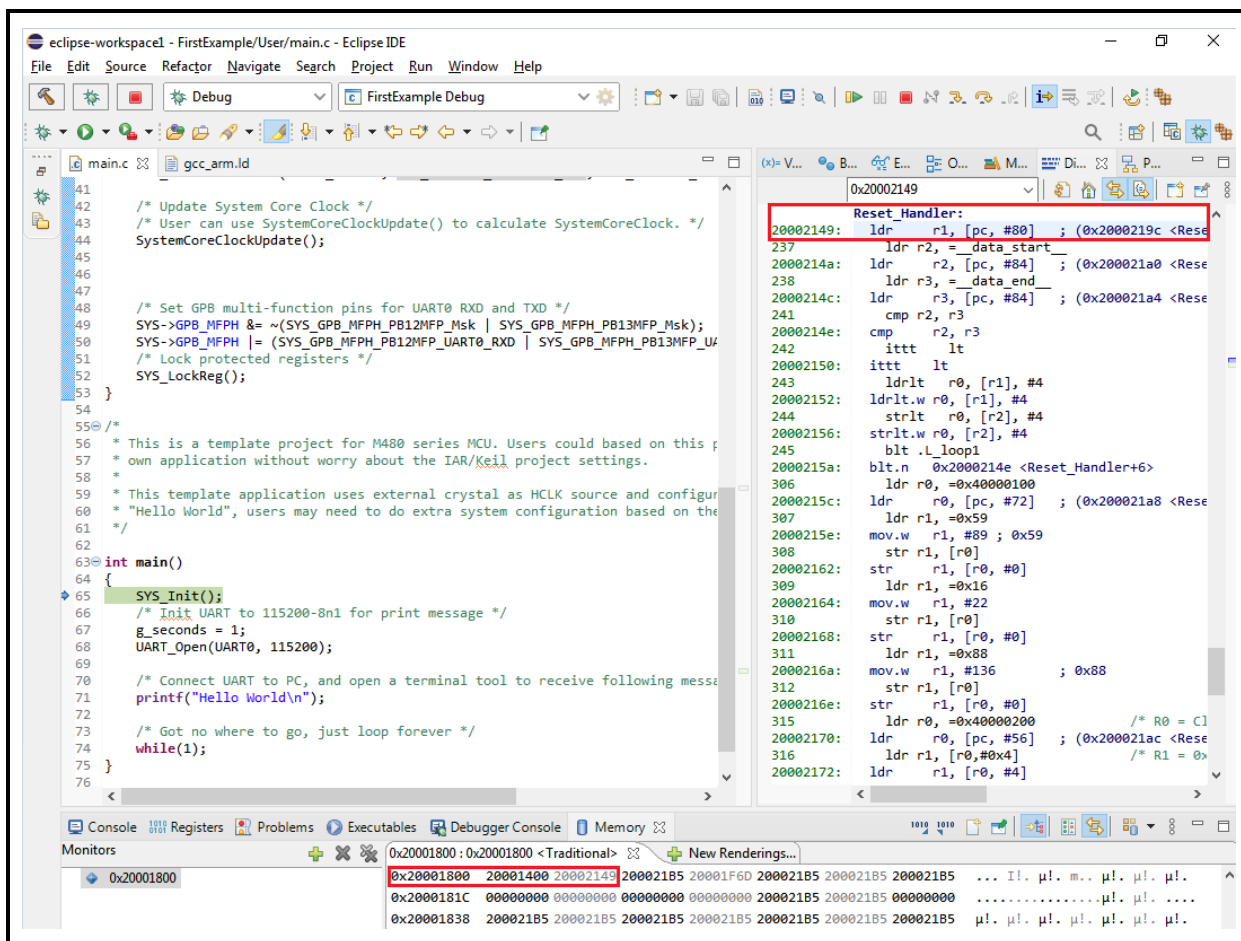 eclipse-workspace1 - FirstExample/User/main.c - Eclipse IDE
File Edit Source Refactor Navigate Search Project Run Window Help
Debug
FirstExample Debug
main.c
gcc_arm.ld
41
42 /* Update System Core Clock */
43 /* User can use SystemCoreClockUpdate() to calculate SystemCoreClock. */
44 SystemCoreClockUpdate();
45
46
47
48 /* Set GPB multi-function pins for UART0 RXD and TXD */
49 SYS->GPB_MFPH &= ~(SYS_GPB_MFPH_PB12MFP_Msk | SYS_GPB_MFPH_PB13MFP_Msk);
50 SYS->GPB_MFPH |= (SYS_GPB_MFPH_PB12MFP_UART0_RXD | SYS_GPB_MFPH_PB13MFP_UA
51 /* Lock protected registers */
52 SYS_LockReg();
53 }
54
55 /*
56 * This is a template project for M480 series MCU. Users could based on this p
57 * own application without worry about the IAR/Keil project settings.
58 *
59 * This template application uses external crystal as HCLK source and configur
60 * "Hello World", users may need to do extra system configuration based on the
61 */
62
63 int main()
64 {
65 SYS_Init();
66 /* Init UART to 115200-8n1 for print message */
67 g_seconds = 1;
68 UART_Open(UART0, 115200);
69
70 /* Connect UART to PC, and open a terminal tool to receive following messa
71 printf("Hello World\n");
72
73 /* Got no where to go, just loop forever */
74 while(1);
75 }
76
(x)= V... B... E... O... M... Di... P...
0x20002149
Reset_Handler:
20002149: ldr r1, [pc, #80] ; (0x2000219c <Rese
237 ldr r2, =__data_start__
2000214a: ldr r2, [pc, #84] ; (0x200021a0 <Rese
238 ldr r3, =__data_end__
2000214c: ldr r3, [pc, #84] ; (0x200021a4 <Rese
241 cmp r2, r3
2000214e: cmp r2, r3
242 ittt lt
20002150: ittt lt
243 ldrlt r0, [r1], #4
20002152: ldrlt.w r0, [r1], #4
244 strlt r0, [r2], #4
20002156: strlt.w r0, [r2], #4
245 blt .L_loop1
2000215a: blt.n 0x2000214e <Reset_Handler+6>
306 ldr r0, =0x40000100
2000215c: ldr r0, [pc, #72] ; (0x200021a8 <Rese
307 ldr r1, =0x59
2000215e: mov.w r1, #89 ; 0x59
308 str r1, [r0]
20002162: str r1, [r0, #0]
309 ldr r1, =0x16
20002164: mov.w r1, #22
310 str r1, [r0]
20002168: str r1, [r0, #0]
311 ldr r1, =0x88
2000216a: mov.w r1, #136 ; 0x88
312 str r1, [r0]
2000216e: str r1, [r0, #0]
315 ldr r0, =0x40000200 /* R0 = Cl
20002170: ldr r0, [pc, #56] ; (0x200021ac <Rese
316 ldr r1, [r0,#0x4] /* R1 = 0x
20002172: ldr r1, [r0, #4]
Console Registers Problems Executables Debugger Console Memory
Monitors
0x20001800
0x20001800 : 0x20001800 <Traditional> New Renderings...
0x20001800 20001400 20002149 200021B5 20001F6D 200021B5 200021B5 200021B5 ... I!. µ!. m.. µ!. µ!. µ!.
0x2000181C 00000000 00000000 00000000 00000000 200021B5 200021B5 00000000 ................µ!. µ!. ....
0x20001838 200021B5 200021B5 200021B5 200021B5 200021B5 200021B5 200021B5 µ!. µ!. µ!. µ!. µ!. µ!. µ!.